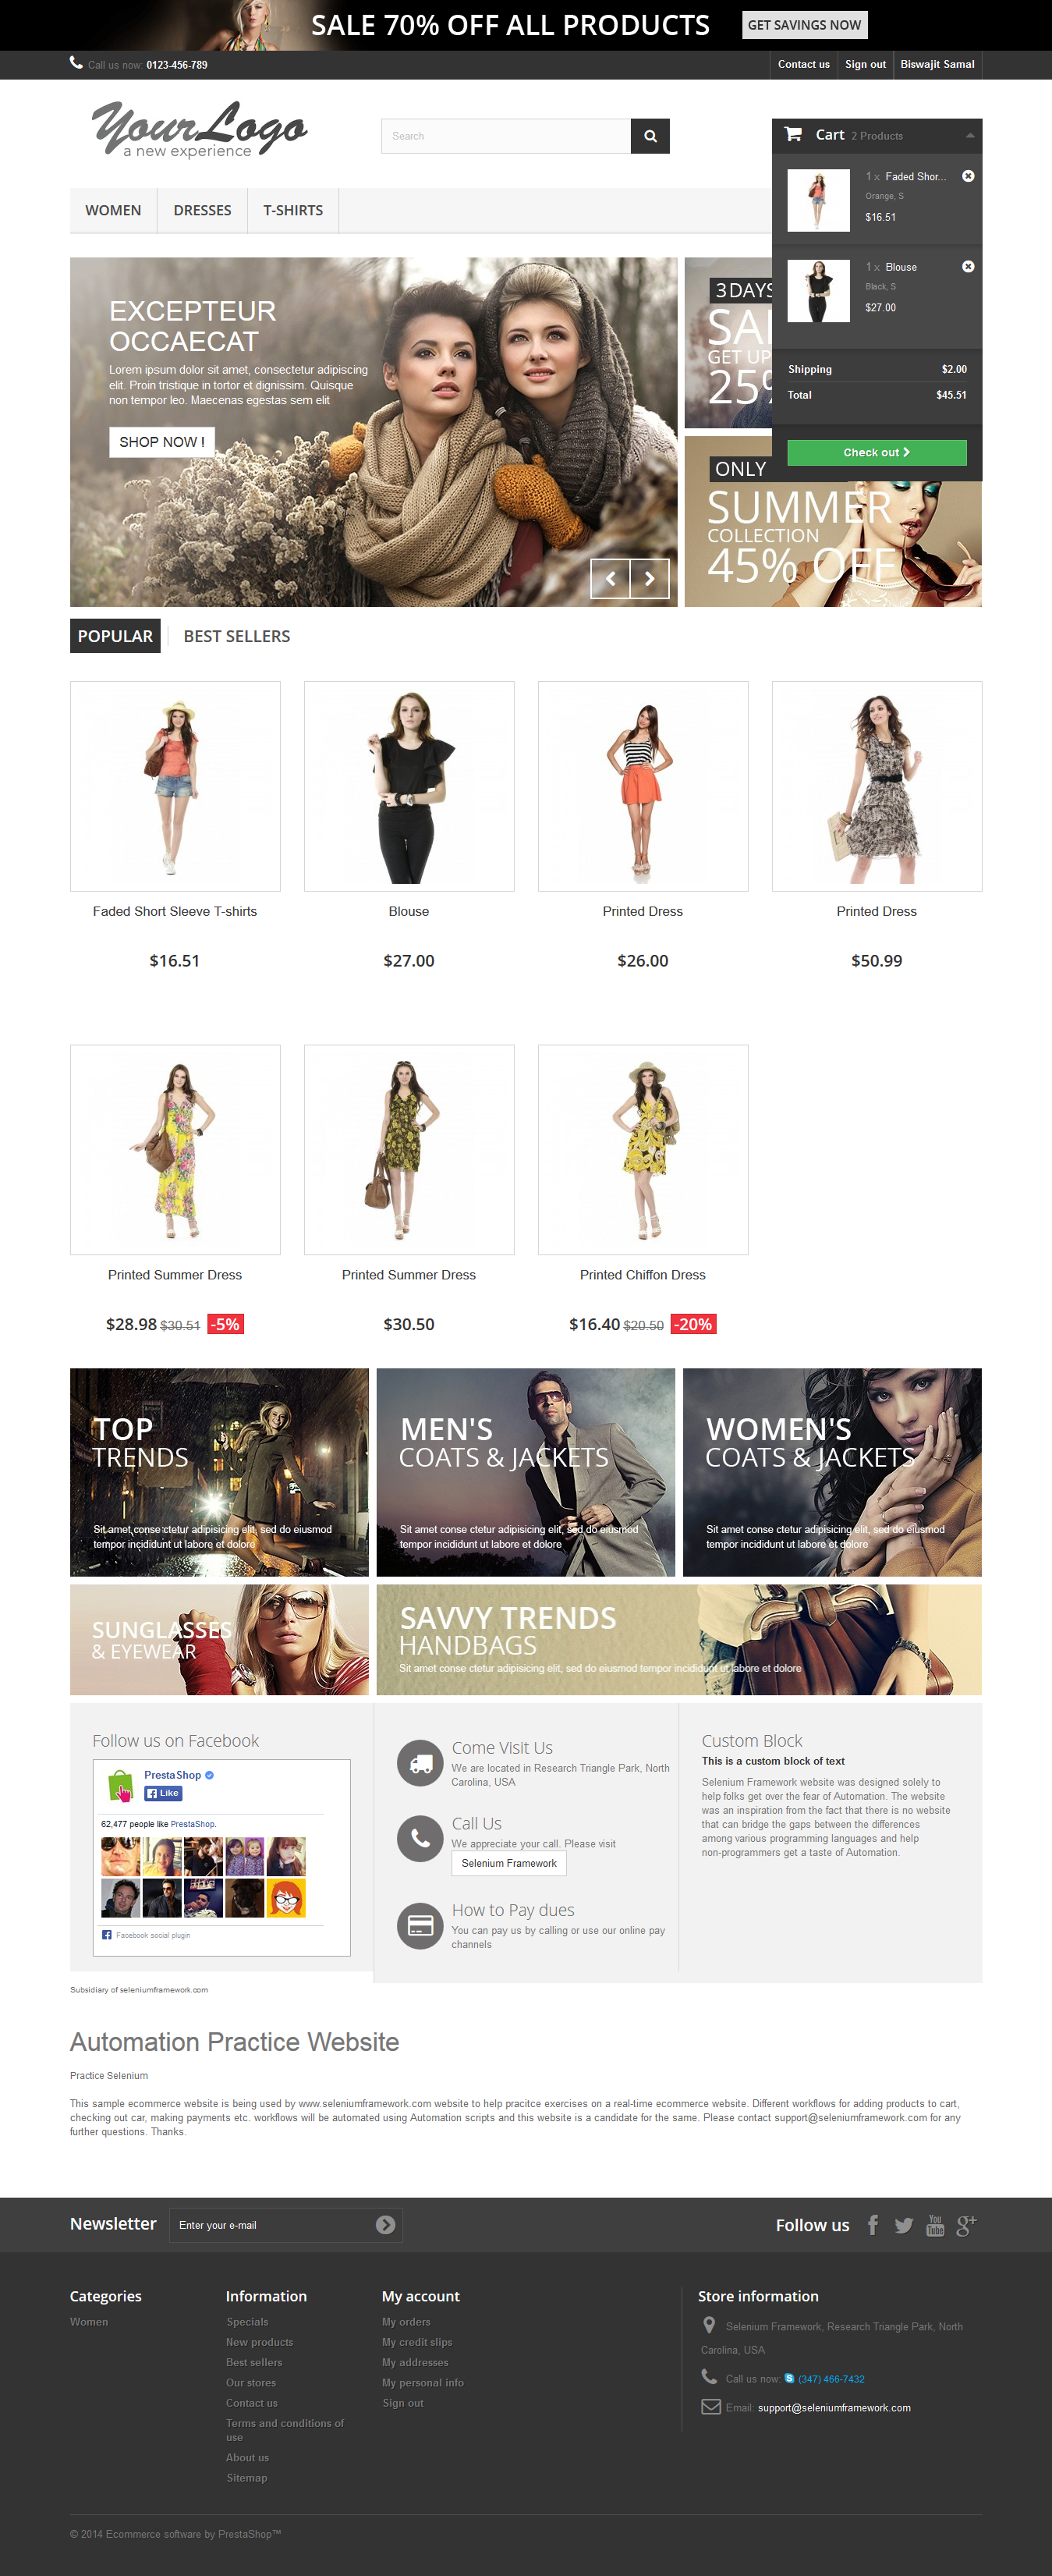 SALE 70% OFF ALL PRODUCTS
GET SAVINGS NOW
Call us now: 0123-456-789
Contact us
Sign out
Biswajit Samal
YourLogo
a new experience
Search
Cart 2 Products
1 x Faded Shor...
Orange, S
$16.51
1 x Blouse
Black, S
$27.00
Shipping $2.00
Total $45.51
Check out
WOMEN
DRESSES
T-SHIRTS
EXCEPTEUR
OCCAECAT
Lorem ipsum dolor sit amet, consectetur adipiscing
elit. Proin tristique in tortor et dignissim. Quisque
non tempor leo. Maecenas egestas sem elit
SHOP NOW !
3 DAYS
SA
GET UP
25%
ONLY
SUMMER
COLLECTION
45% OFF
POPULAR
BEST SELLERS
Faded Short Sleeve T-shirts
$16.51
Blouse
$27.00
Printed Dress
$26.00
Printed Dress
$50.99
Printed Summer Dress
$28.98 $30.51 -5%
Printed Summer Dress
$30.50
Printed Chiffon Dress
$16.40 $20.50 -20%
TOP
TRENDS
Sit amet conse ctetur adipisicing elit, sed do eiusmod
tempor incididunt ut labore et dolore
MEN'S
COATS & JACKETS
Sit amet conse ctetur adipisicing elit, sed do eiusmod
tempor incididunt ut labore et dolore
WOMEN'S
COATS & JACKETS
Sit amet conse ctetur adipisicing elit, sed do eiusmod
tempor incididunt ut labore et dolore
SUNGLASSES
& EYEWEAR
SAVVY TRENDS
HANDBAGS
Sit amet conse ctetur adipisicing elit, sed do eiusmod tempor incididunt ut labore et dolore
Follow us on Facebook
PrestaShop
Like
62,477 people like PrestaShop.
Facebook social plugin
Come Visit Us
We are located in Research Triangle Park, North
Carolina, USA
Call Us
We appreciate your call. Please visit
Selenium Framework
How to Pay dues
You can pay us by calling or use our online pay
channels
Custom Block
This is a custom block of text
Selenium Framework website was designed solely to
help folks get over the fear of Automation. The website
was an inspiration from the fact that there is no website
that can bridge the gaps between the differences
among various programming languages and help
non-programmers get a taste of Automation.
Subsidiary of seleniumframework.com
Automation Practice Website
Practice Selenium
This sample ecommerce website is being used by www.seleniumframework.com website to help pracitce exercises on a real-time ecommerce website. Different workflows for adding products to cart,
checking out car, making payments etc. workflows will be automated using Automation scripts and this website is a candidate for the same. Please contact support@seleniumframework.com for any
further questions. Thanks.
Newsletter
Enter your e-mail
Follow us
You
Tube
g+
Categories
Women
Information
Specials
New products
Best sellers
Our stores
Contact us
Terms and conditions of
use
About us
Sitemap
My account
My orders
My credit slips
My addresses
My personal info
Sign out
Store information
Selenium Framework, Research Triangle Park, North
Carolina, USA
Call us now: (347) 466-7432
Email: support@seleniumframework.com
© 2014 Ecommerce software by PrestaShop™